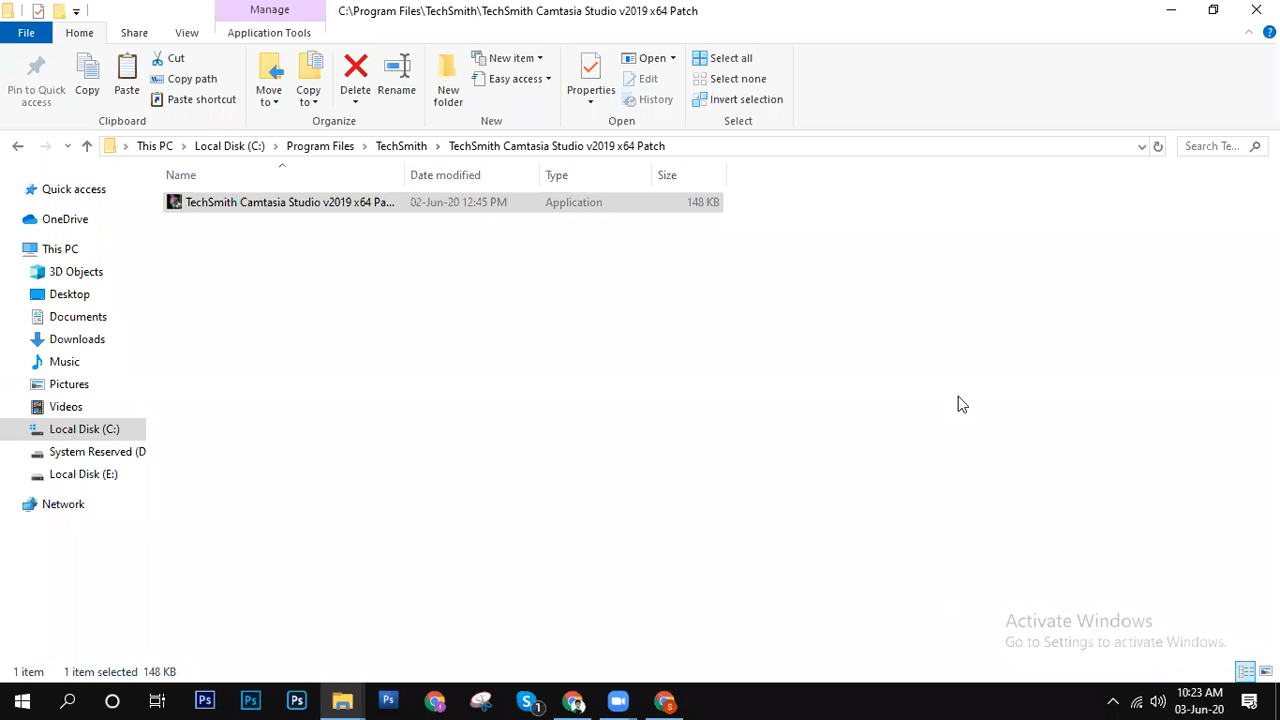 Manage
C:\Program Files\TechSmith\TechSmith Camtasia Studio v2019 x64 Patch
File
Home
Share
View
Application Tools
Pin to Quick
access
Copy
Paste
Cut
Copy path
Paste shortcut
Clipboard
Move
to
Copy
to
Delete
Rename
Organize
New
folder
New item
Easy access
New
Properties
Open
Edit
History
Open
Select all
Select none
Invert selection
Select
This PC > Local Disk (C:) > Program Files > TechSmith > TechSmith Camtasia Studio v2019 x64 Patch
Search Te...
Name Date modified Type Size
TechSmith Camtasia Studio v2019 x64 Pa... 02-Jun-20 12:45 PM Application 148 KB
Quick access
OneDrive
This PC
3D Objects
Desktop
Documents
Downloads
Music
Pictures
Videos
Local Disk (C:)
System Reserved (D
Local Disk (E:)
Network
Activate Windows
Go to Settings to activate Windows.
1 item 1 item selected 148 KB
Ps
Ps
Ps
Ps
S
1
S
10:23 AM
03-Jun-20